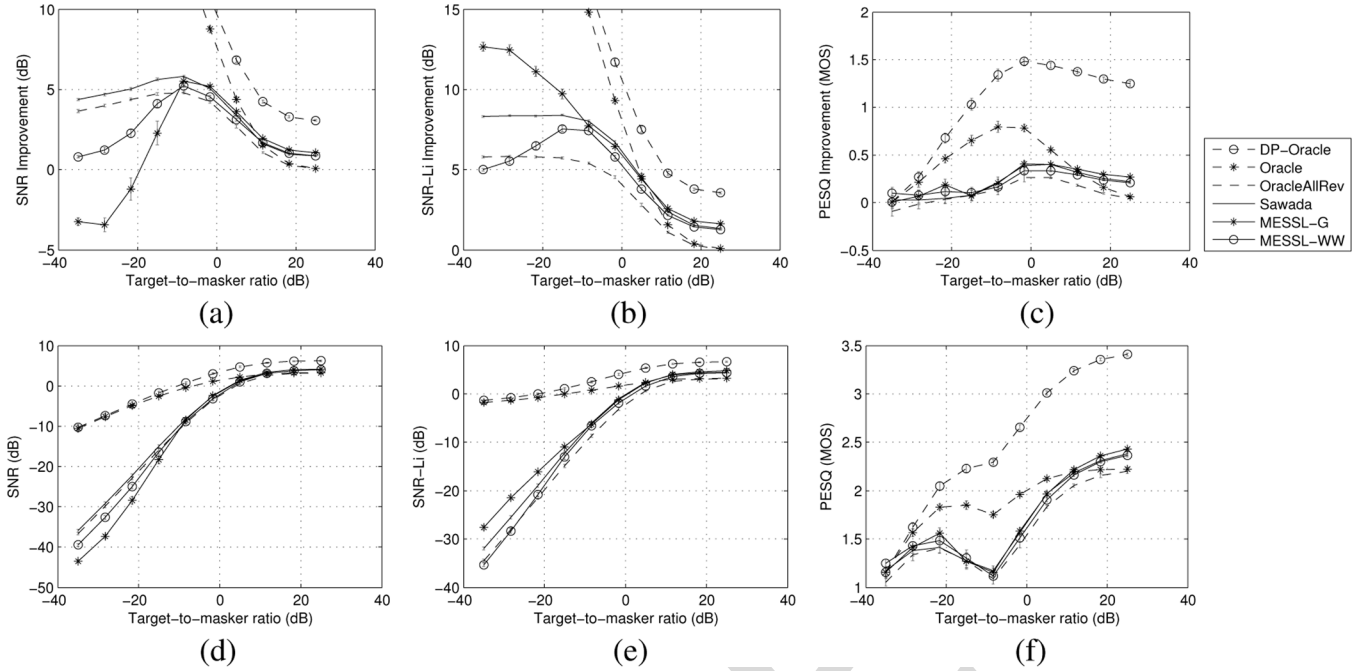 10
5
0
−5
SNR Improvement (dB)
−40 −20 0 20 40
Target−to−masker ratio (dB)
(a)
15
10
5
0
SNR−Li Improvement (dB)
−40 −20 0 20 40
Target−to−masker ratio (dB)
(b)
2
1.5
1
0.5
0
−0.5
PESQ Improvement (MOS)
−40 −20 0 20 40
Target−to−masker ratio (dB)
(c)
DP−Oracle
Oracle
OracleAllRev
Sawada
MESSL−G
MESSL−WW
10
0
−10
−20
−30
−40
−50
SNR (dB)
−40 −20 0 20 40
Target−to−masker ratio (dB)
(d)
10
0
−10
−20
−30
−40
SNR−Li (dB)
−40 −20 0 20 40
Target−to−masker ratio (dB)
(e)
3.5
3
2.5
2
1.5
1
PESQ (MOS)
−40 −20 0 20 40
Target−to−masker ratio (dB)
(f)